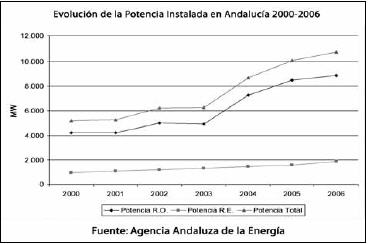 Evolución de la Potencia Instalada en Andalucía 2000-2006
12.000
10.000
8.000
6.000
4.000
2.000
0
MW
2000 2001 2002 2003 2004 2005 2006
Potencia R.O. Potencia R.E. Potencia Total
Fuente: Agencia Andaluza de la Energía